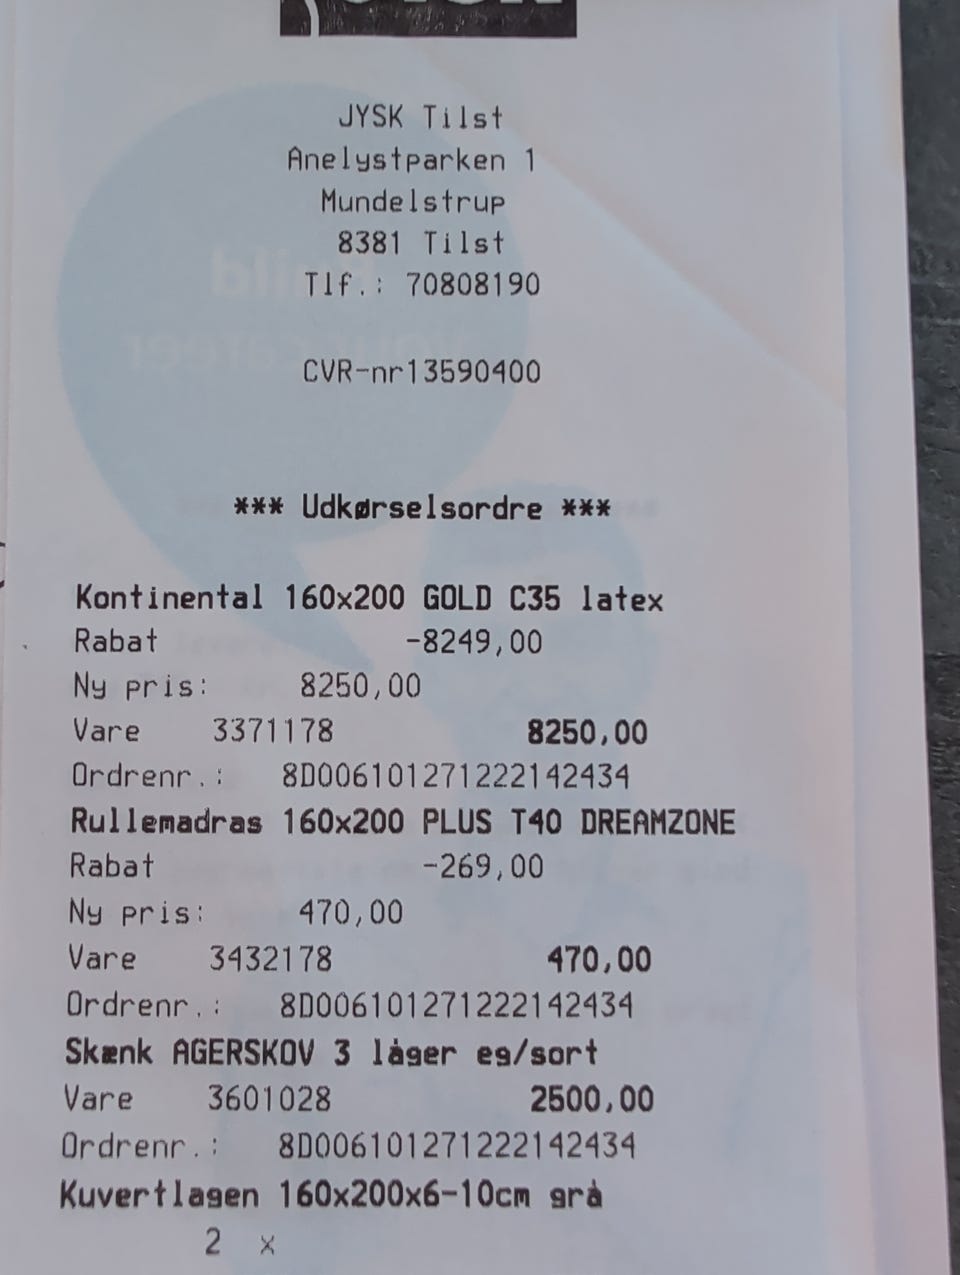 JYSK Tilst
Anelystparken 1
Mundelstrup
8381 Tilst
Tlf.: 70808190
CVR-nr13590400
*** Udkørselsordre ***
Kontinental 160x200 GOLD C35 latex
Rabat -8249,00
Ny pris: 8250,00
Vare 3371178 8250,00
Ordrenr.: 8D006101271222142434
Rullemadras 160x200 PLUS T40 DREAMZONE
Rabat -269,00
Ny pris: 470,00
Vare 3432178 470,00
Ordrenr.: 8D006101271222142434
Skænk AGERSKOV 3 låger eg/sort
Vare 3601028 2500,00
Ordrenr.: 8D006101271222142434
Kuvertlagen 160x200x6-10cm grå
2 x